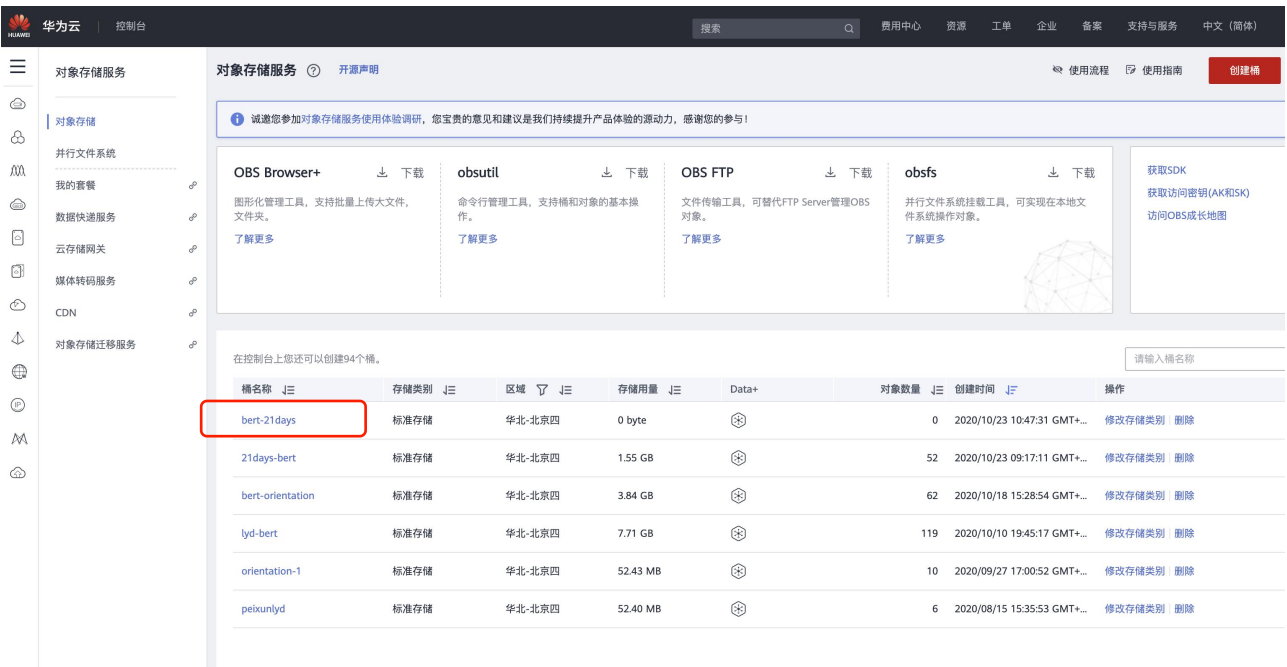 HUAWEI 华为云 控制台 搜索 费用中心 资源 工单 企业 备案 支持与服务 中文（简体）
对象存储服务
对象存储
并行文件系统
我的套餐
数据快递服务
云存储网关
媒体转码服务
CDN
对象存储迁移服务
对象存储服务 ? 开源声明 使用流程 使用指南 创建桶
诚邀您参加对象存储服务使用体验调研，您宝贵的意见和建议是我们持续提升产品体验的源动力，感谢您的参与！
OBS Browser+ 下载
图形化管理工具，支持批量上传大文件，
文件夹。
了解更多
obsutil 下载
命令行管理工具，支持桶和对象的基本操
作。
了解更多
OBS FTP 下载
文件传输工具，可替代FTP Server管理OBS
对象。
了解更多
obsfs 下载
并行文件系统挂载工具，可实现在本地文
件系统操作对象。
了解更多
获取SDK
获取访问密钥(AK和SK)
访问OBS成长地图
在控制台上您还可以创建94个桶。 请输入桶名称
桶名称 存储类别 区域 存储用量 Data+ 对象数量 创建时间 操作
bert-21days 标准存储 华北-北京四 0 byte 0 2020/10/23 10:47:31 GMT+... 修改存储类别 删除
21days-bert 标准存储 华北-北京四 1.55 GB 52 2020/10/23 09:17:11 GMT+... 修改存储类别 删除
bert-orientation 标准存储 华北-北京四 3.84 GB 62 2020/10/18 15:28:54 GMT+... 修改存储类别 删除
lyd-bert 标准存储 华北-北京四 7.71 GB 119 2020/10/10 19:45:17 GMT+... 修改存储类别 删除
orientation-1 标准存储 华北-北京四 52.43 MB 10 2020/09/27 17:00:52 GMT+... 修改存储类别 删除
peixunlyd 标准存储 华北-北京四 52.40 MB 6 2020/08/15 15:35:53 GMT+... 修改存储类别 删除